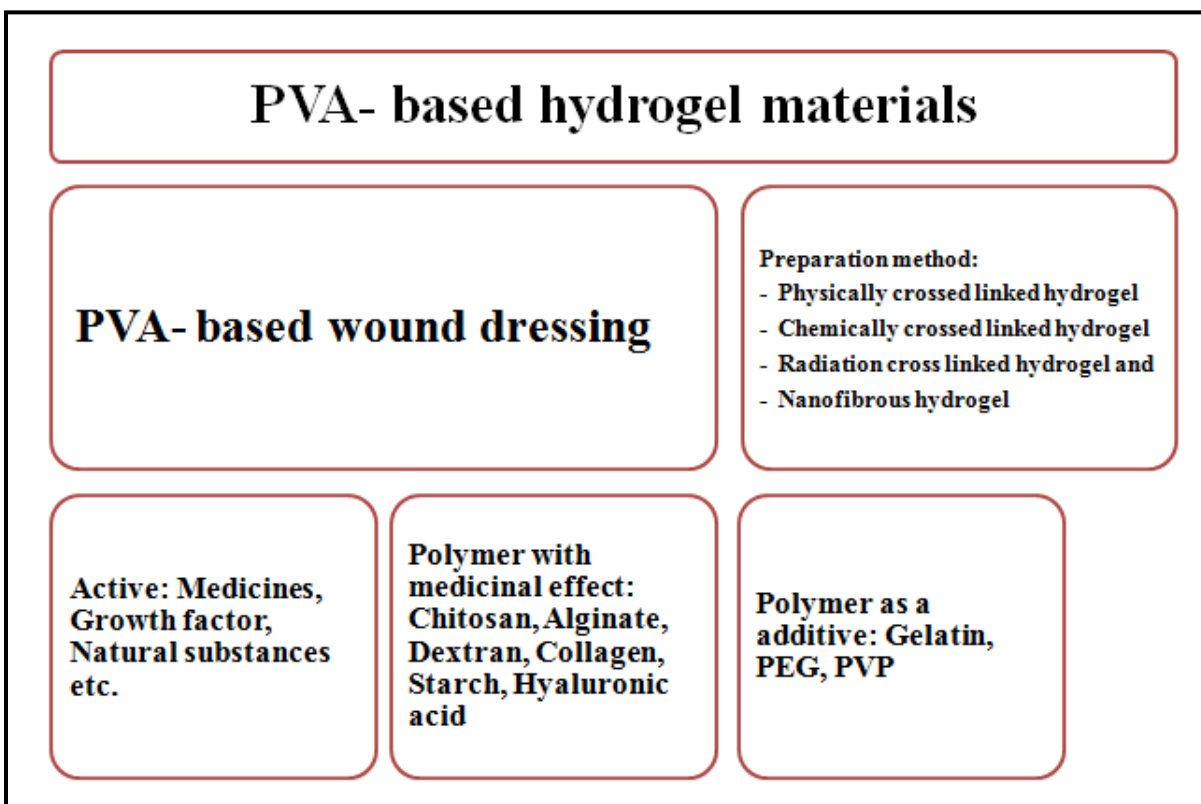 PVA- based hydrogel materials
PVA- based wound dressing
Preparation method:
- Physically crossed linked hydrogel
- Chemically crossed linked hydrogel
- Radiation cross linked hydrogel and
- Nanofibrous hydrogel
Active: Medicines,
Growth factor,
Natural substances
etc.
Polymer with
medicinal effect:
Chitosan, Alginate,
Dextran, Collagen,
Starch, Hyaluronic
acid
Polymer as a
additive: Gelatin,
PEG, PVP